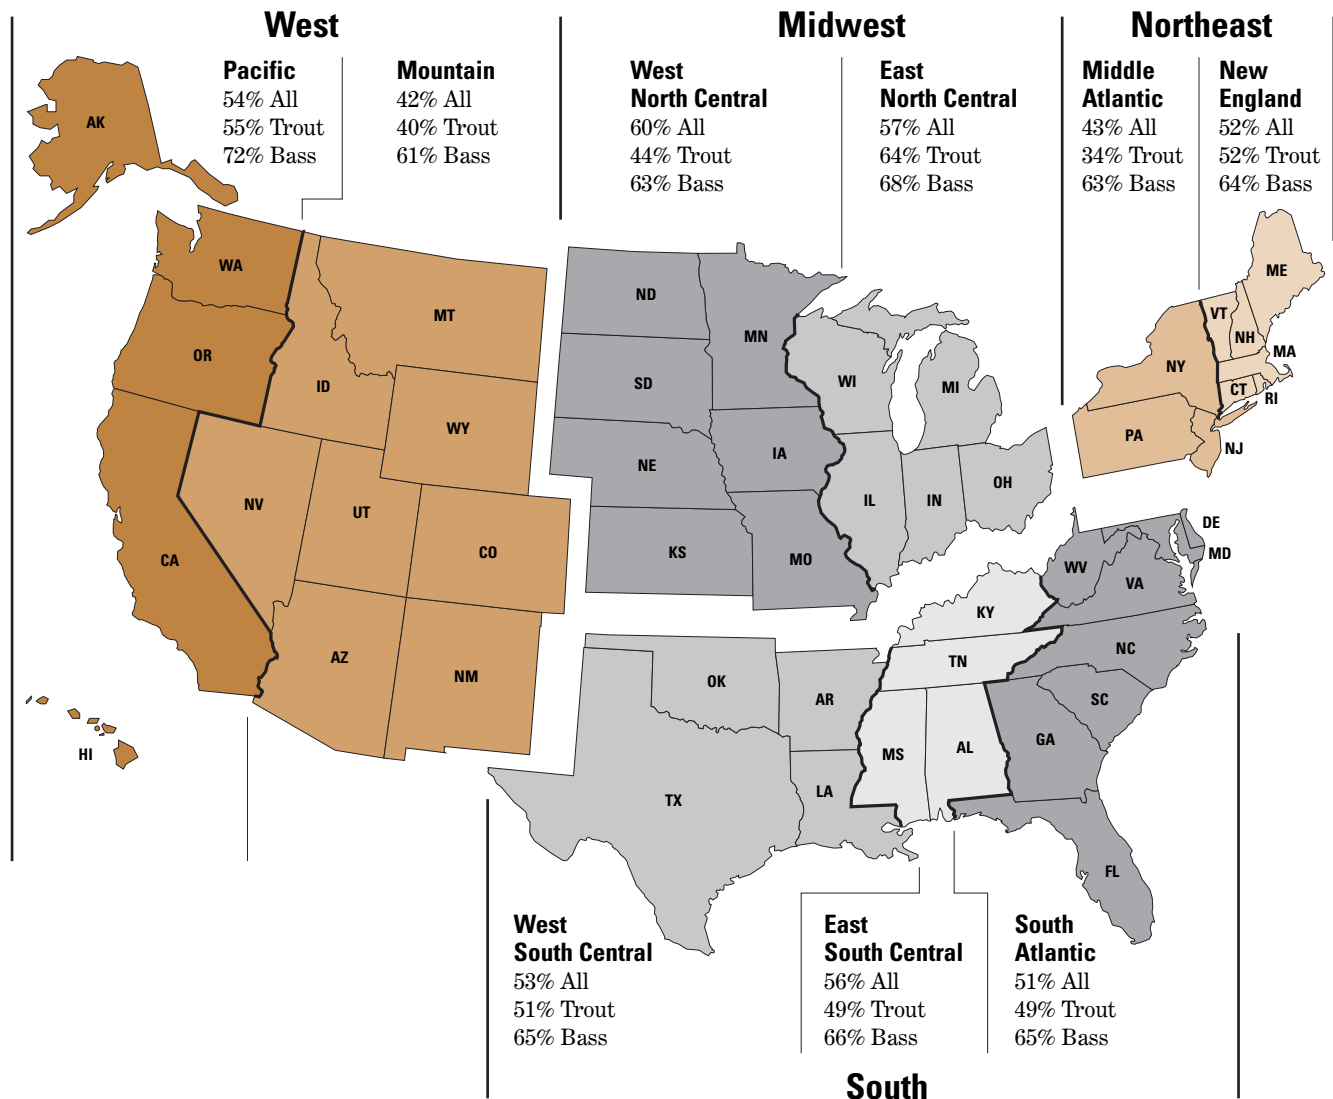 West
Midwest
Northeast
Pacific
54% All
55% Trout
72% Bass
Mountain
42% All
40% Trout
61% Bass
West
North Central
60% All
44% Trout
63% Bass
East
North Central
57% All
64% Trout
68% Bass
Middle
Atlantic
43% All
34% Trout
63% Bass
New
England
52% All
52% Trout
64% Bass
AK
WA
OR
CA
HI
MT
ID
WY
NV
UT
CO
AZ
NM
ND
MN
SD
NE
IA
KS
MO
WI
MI
IL
IN
OH
ME
VT
NH
MA
NY
CT
RI
PA
NJ
DE
MD
WV
VA
KY
NC
TN
SC
OK
AR
GA
MS
AL
TX
LA
FL
West
South Central
53% All
51% Trout
65% Bass
East
South Central
56% All
49% Trout
66% Bass
South
Atlantic
51% All
49% Trout
65% Bass
South